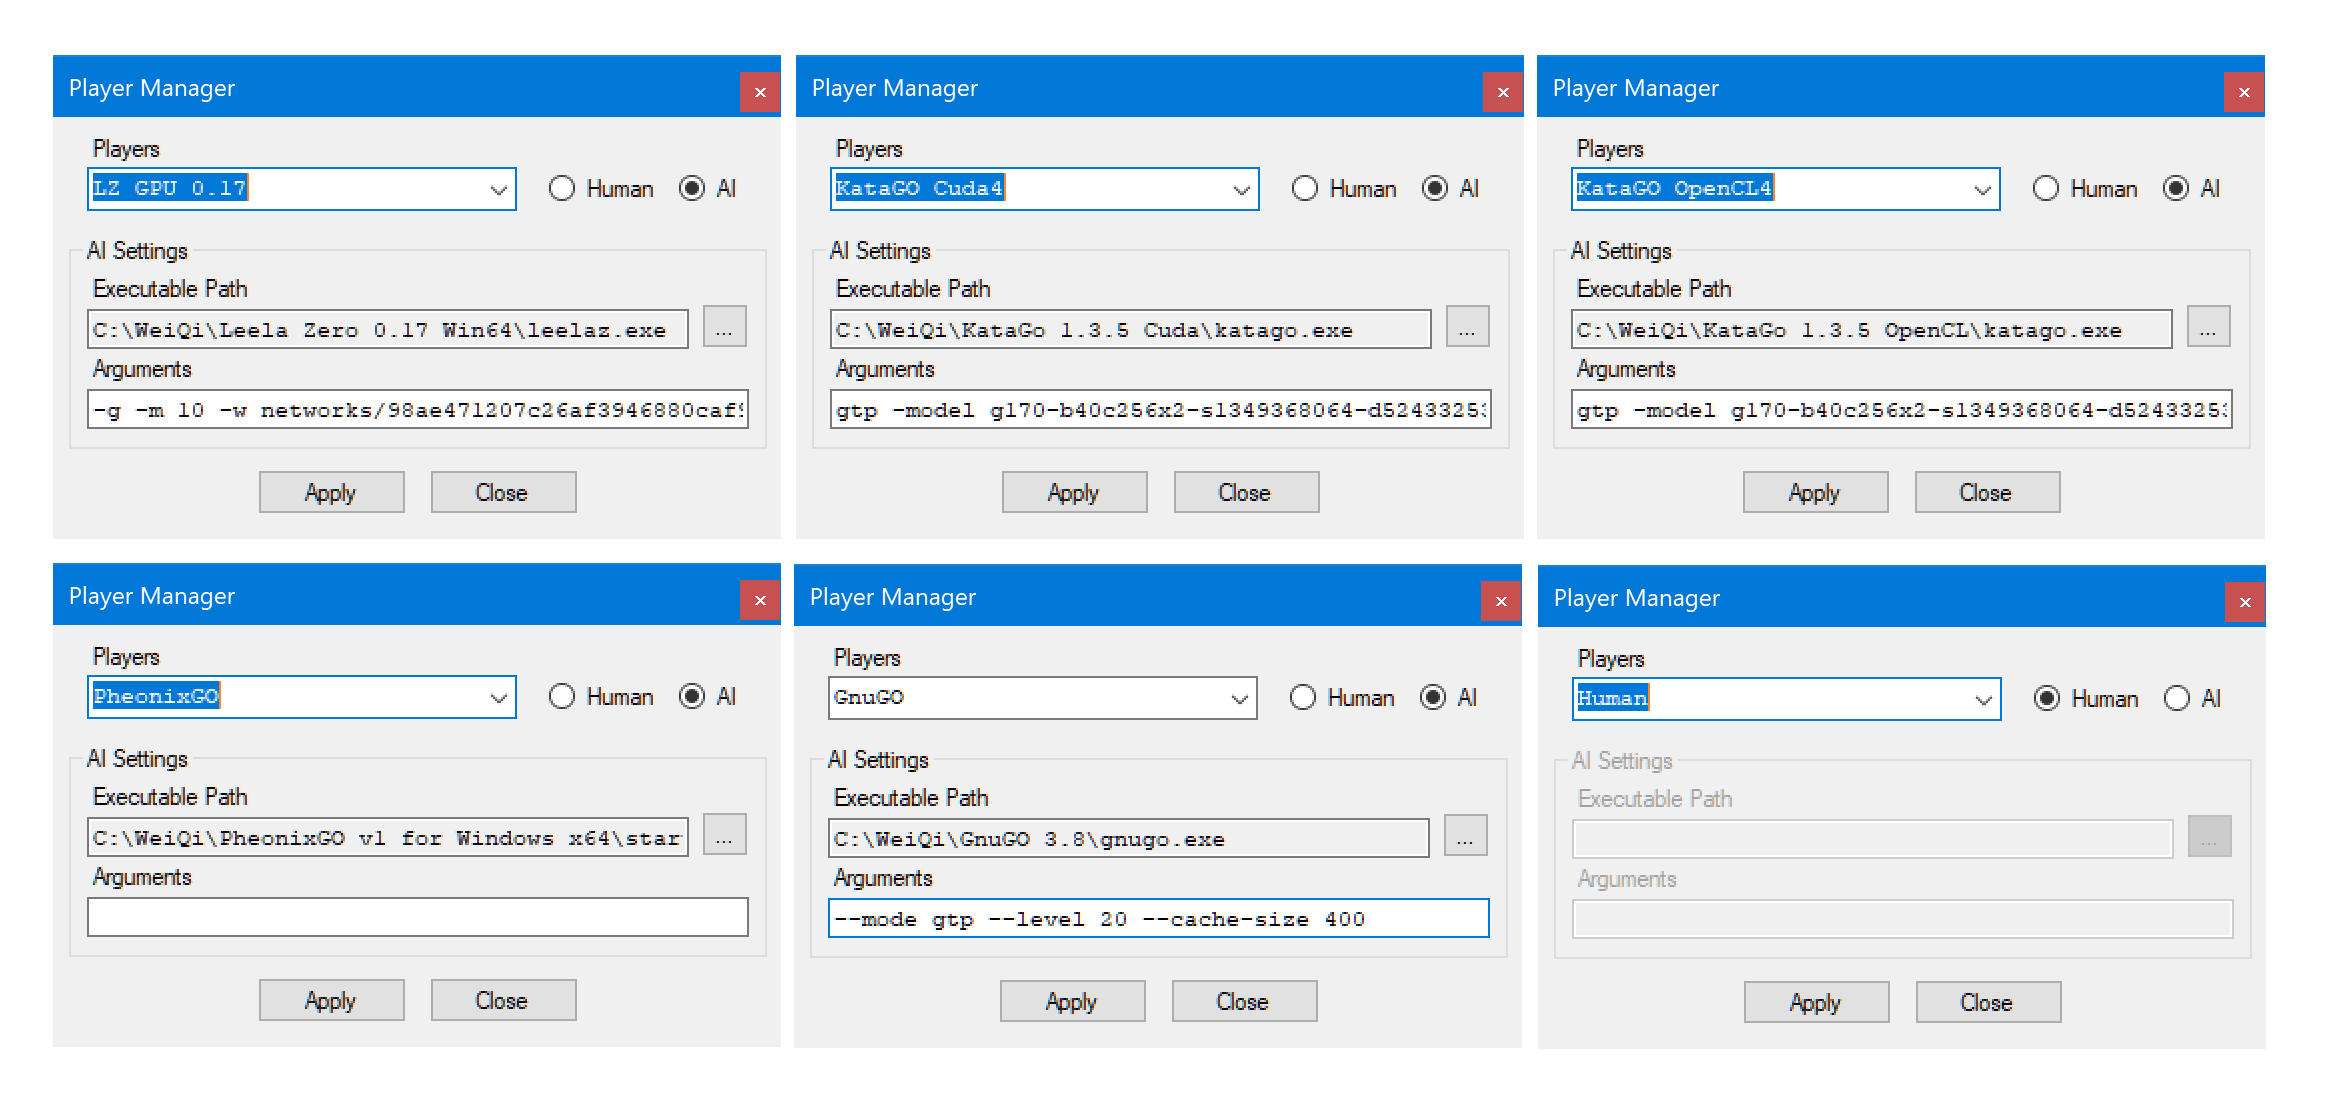 Player Manager
x
Players
LZ GPU 0.17
Human
AI
AI Settings
Executable Path
C:\WeiQi\Leela Zero 0.17 Win64\leelaz.exe
...
Arguments
-g -m 10 -w networks/98ae471207c26af3946880caf9
Apply
Close
Player Manager
x
Players
KataGO Cuda4
Human
AI
AI Settings
Executable Path
C:\WeiQi\KataGo 1.3.5 Cuda\katago.exe
...
Arguments
gtp -model g170-b40c256x2-s1349368064-d52433253
Apply
Close
Player Manager
x
Players
KataGO OpenCL4
Human
AI
AI Settings
Executable Path
C:\WeiQi\KataGo 1.3.5 OpenCL\katago.exe
...
Arguments
gtp -model g170-b40c256x2-s1349368064-d52433253
Apply
Close
Player Manager
x
Players
PheonixGO
Human
AI
AI Settings
Executable Path
C:\WeiQi\PheonixGO v1 for Windows x64\star
...
Arguments
Apply
Close
Player Manager
x
Players
GnuGO
Human
AI
AI Settings
Executable Path
C:\WeiQi\GnuGO 3.8\gnugo.exe
...
Arguments
--mode gtp --level 20 --cache-size 400
Apply
Close
Player Manager
x
Players
Human
Human
AI
AI Settings
Executable Path
...
Arguments
Apply
Close